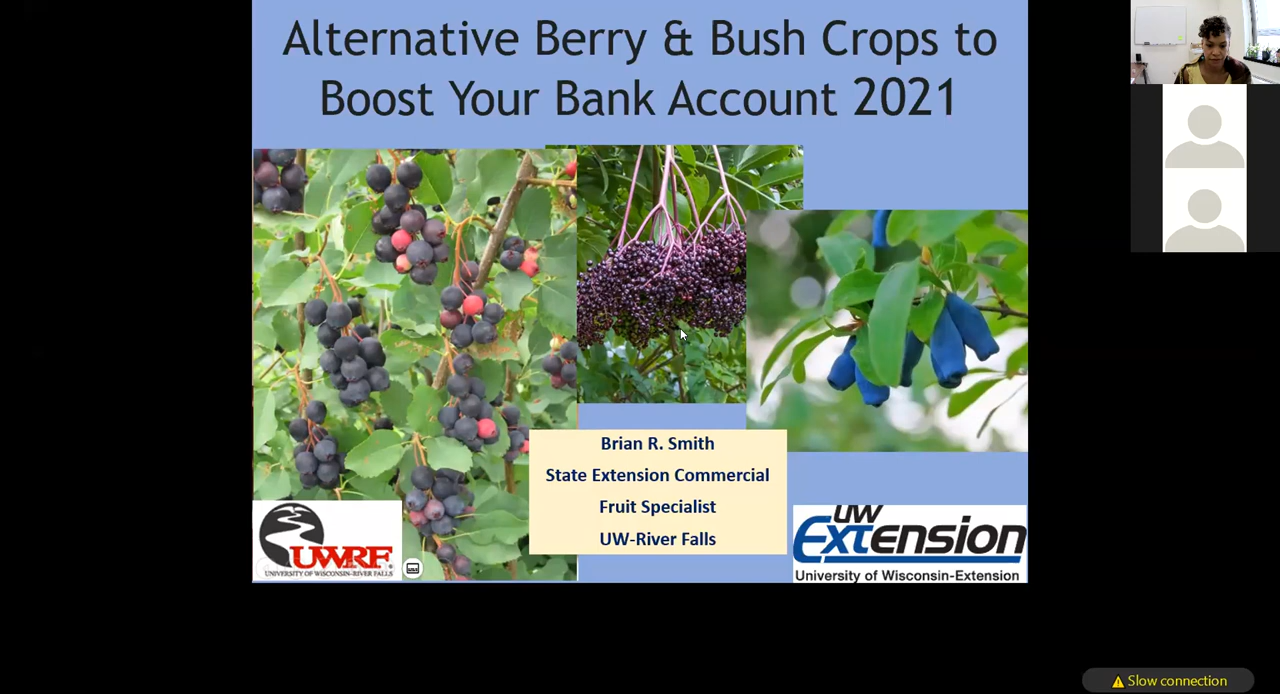 Alternative Berry & Bush Crops to
Boost Your Bank Account 2021
Brian R. Smith
State Extension Commercial
Fruit Specialist
UW-River Falls
UWRF
UNIVERSITY OF WISCONSIN-RIVER FALLS
UW
Extension
University of Wisconsin-Extension
Slow connection